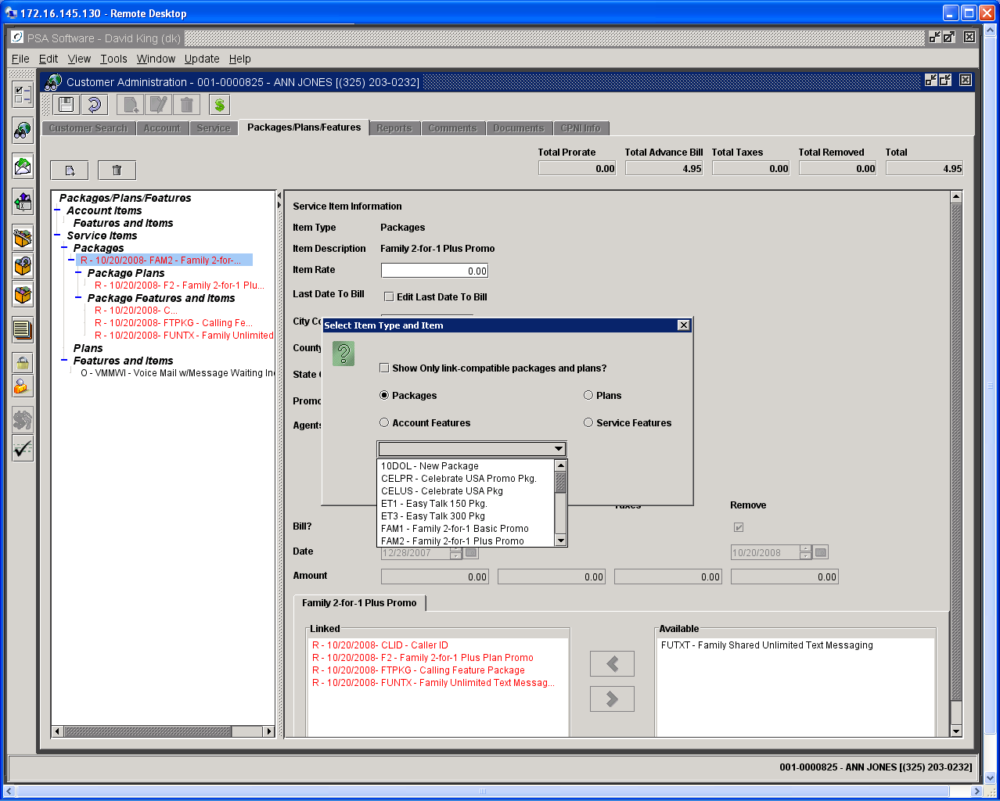 172.16.145.130 - Remote Desktop
PSA Software - David King (dk)
File Edit View Tools Window Update Help
Customer Administration - 001-0000825 - ANN JONES [(325) 203-0232]
Customer Search Account Service Packages/Plans/Features Reports Comments Documents CPNI Info
Total Prorate Total Advance Bill Total Taxes Total Removed Total
0.00 4.95 0.00 0.00 4.95
Packages/Plans/Features
Account Items
Features and Items
Service Items
Packages
R - 10/20/2008- FAM2 - Family 2-for-...
Package Plans
R - 10/20/2008- F2 - Family 2-for-1 Plu...
Package Features and Items
R - 10/20/2008- C...
R - 10/20/2008- FTPKG - Calling Fe...
R - 10/20/2008- FUNTX - Family Unlimited
Plans
Features and Items
O - VMMWI - Voice Mail w/Message Waiting In
Service Item Information
Item Type Packages
Item Description Family 2-for-1 Plus Promo
Item Rate 0.00
Last Date To Bill Edit Last Date To Bill
City Co
County
State
Promo
Agents
Select Item Type and Item
Show Only link-compatible packages and plans?
Packages Plans
Account Features Service Features
10DOL - New Package
CELPR - Celebrate USA Promo Pkg.
CELUS - Celebrate USA Pkg
ET1 - Easy Talk 150 Pkg.
ET3 - Easy Talk 300 Pkg
FAM1 - Family 2-for-1 Basic Promo
FAM2 - Family 2-for-1 Plus Promo
Taxes Remove
Bill?
Date 12/28/2007 10/20/2008
Amount 0.00 0.00 0.00 0.00
Family 2-for-1 Plus Promo
Linked
R - 10/20/2008- CLID - Caller ID
R - 10/20/2008- F2 - Family 2-for-1 Plus Plan Promo
R - 10/20/2008- FTPKG - Calling Feature Package
R - 10/20/2008- FUNTX - Family Unlimited Text Messag...
Available
FUTXT - Family Shared Unlimited Text Messaging
001-0000825 - ANN JONES [(325) 203-0232]